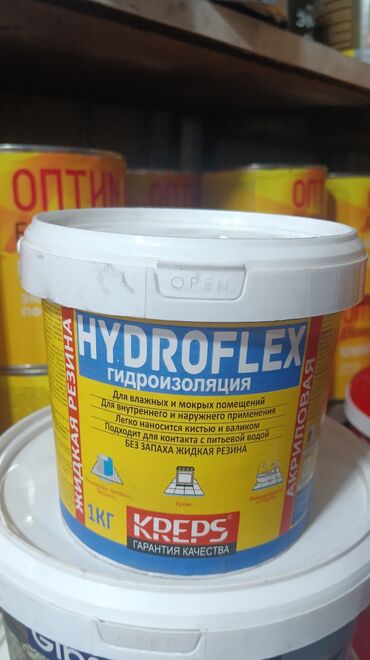 ОПТИМ
OPEN
HYDROFLEX
ГИДРОИЗОЛЯЦИЯ
Для влажных и мокрых помещений
Для внутреннего и наружного применения
Легко наносится кистью и валиком
Подходит для контакта с питьевой водой
БЕЗ ЗАПАХА ЖИДКАЯ РЕЗИНА
ЖИДКАЯ РЕЗИНА
АКРИЛОВАЯ
Кухни
1КГ
KREPS
ГАРАНТИЯ КАЧЕСТВА
OPEN